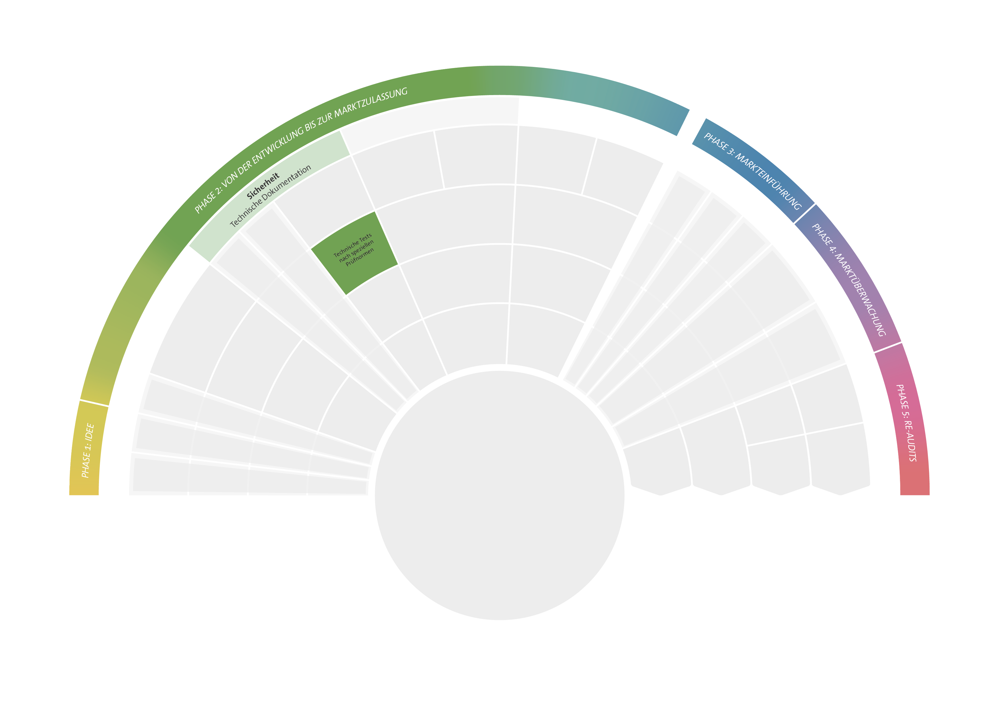 PHASE 1: IDEE
PHASE 2: VON DER ENTWICKLUNG BIS ZUR MARKTZULASSUNG
Sicherheit
Technische Dokumentation
Technische Tests
nach speziellen
Prüfnormen
PHASE 3: MARKTEINFÜHRUNG
PHASE 4: MARKTÜBERWACHUNG
PHASE 5: RE-AUDITS